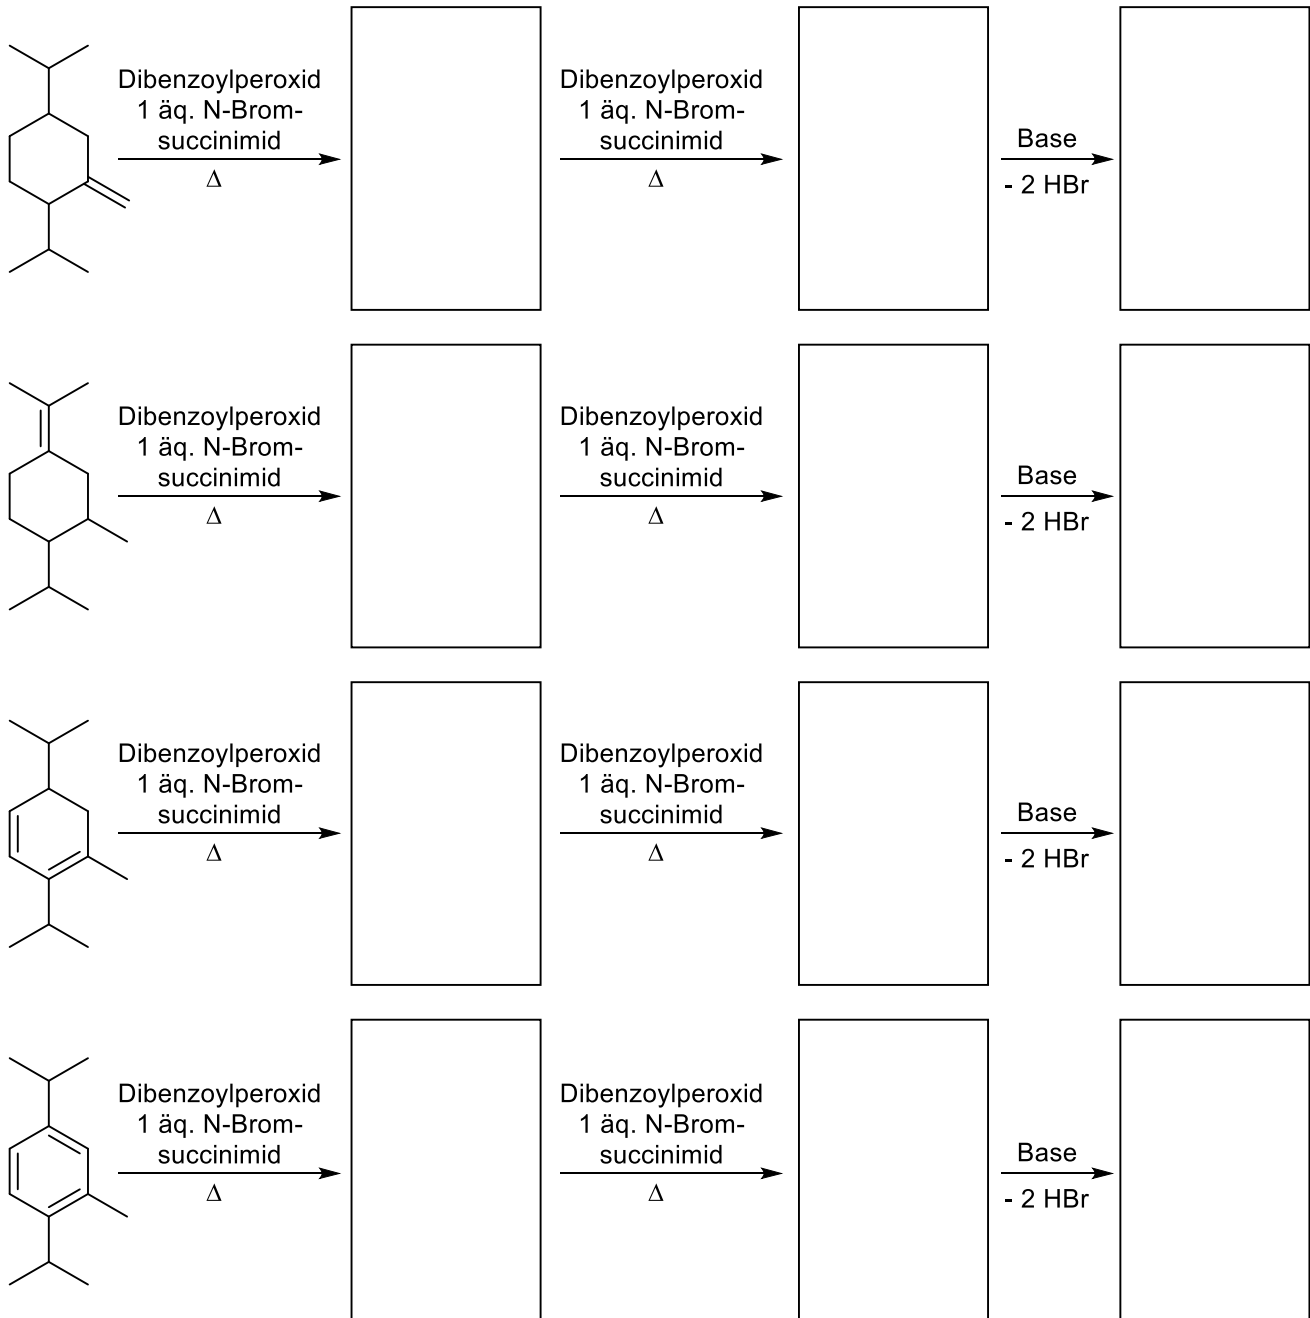 Dibenzoylperoxid
1 äq. N-Brom-
succinimid
Δ
Dibenzoylperoxid
1 äq. N-Brom-
succinimid
Δ
Base
- 2 HBr
Dibenzoylperoxid
1 äq. N-Brom-
succinimid
Δ
Dibenzoylperoxid
1 äq. N-Brom-
succinimid
Δ
Base
- 2 HBr
Dibenzoylperoxid
1 äq. N-Brom-
succinimid
Δ
Dibenzoylperoxid
1 äq. N-Brom-
succinimid
Δ
Base
- 2 HBr
Dibenzoylperoxid
1 äq. N-Brom-
succinimid
Δ
Dibenzoylperoxid
1 äq. N-Brom-
succinimid
Δ
Base
- 2 HBr